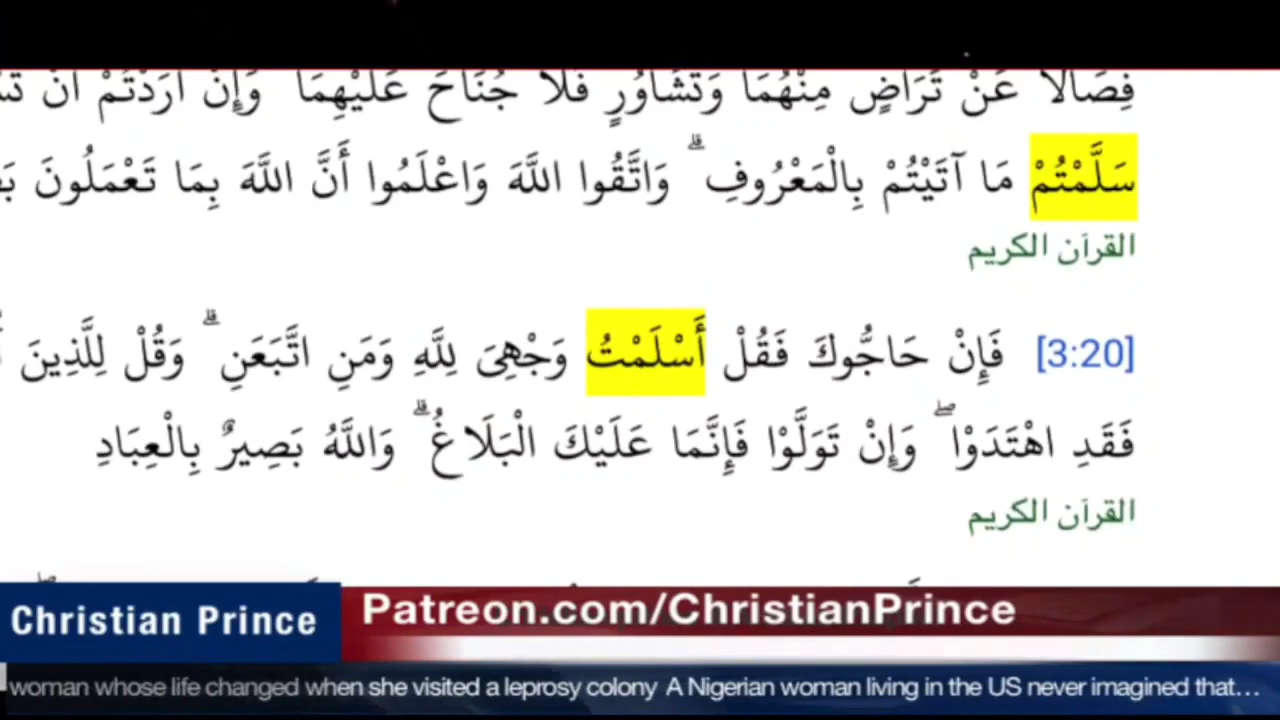 فِصَالًا عَنْ تَرَاضٍ مِنْهُمَا وَتَشَاوُرٍ فَلَا جُنَاحَ عَلَيْهِمَا وَإِنْ أَرَدْتُمْ أَنْ
سَلَّمْتُمْ مَا آتَيْتُمْ بِالْمَعْرُوفِ ۗ وَاتَّقُوا اللَّهَ وَاعْلَمُوا أَنَّ اللَّهَ بِمَا تَعْمَلُونَ
القرآن الكريم
[3:20] فَإِنْ حَاجُّوكَ فَقُلْ أَسْلَمْتُ وَجْهِيَ لِلَّهِ وَمَنِ اتَّبَعَنِ ۗ وَقُلْ لِلَّذِينَ
فَقَدِ اهْتَدَوْا ۖ وَإِنْ تَوَلَّوْا فَإِنَّمَا عَلَيْكَ الْبَلَاغُ ۗ وَاللَّهُ بَصِيرٌ بِالْعِبَادِ
القرآن الكريم
Christian Prince
Patreon.com/ChristianPrince
woman whose life changed when she visited a leprosy colony A Nigerian woman living in the US never imagined that...